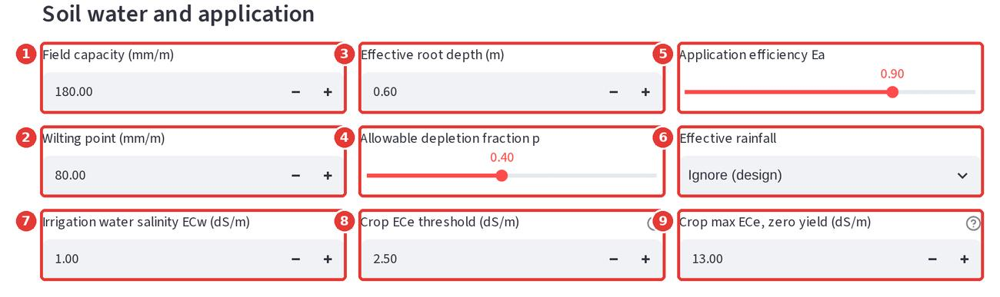 Soil water and application
1 Field capacity (mm/m)
180.00 − +
3 Effective root depth (m)
0.60 − +
5 Application efficiency Ea
0.90
2 Wilting point (mm/m)
80.00 − +
4 Allowable depletion fraction p
0.40
6 Effective rainfall
Ignore (design)
7 Irrigation water salinity ECw (dS/m)
1.00 − +
8 Crop ECe threshold (dS/m)
2.50 − +
9 Crop max ECe, zero yield (dS/m) ?
13.00 − +